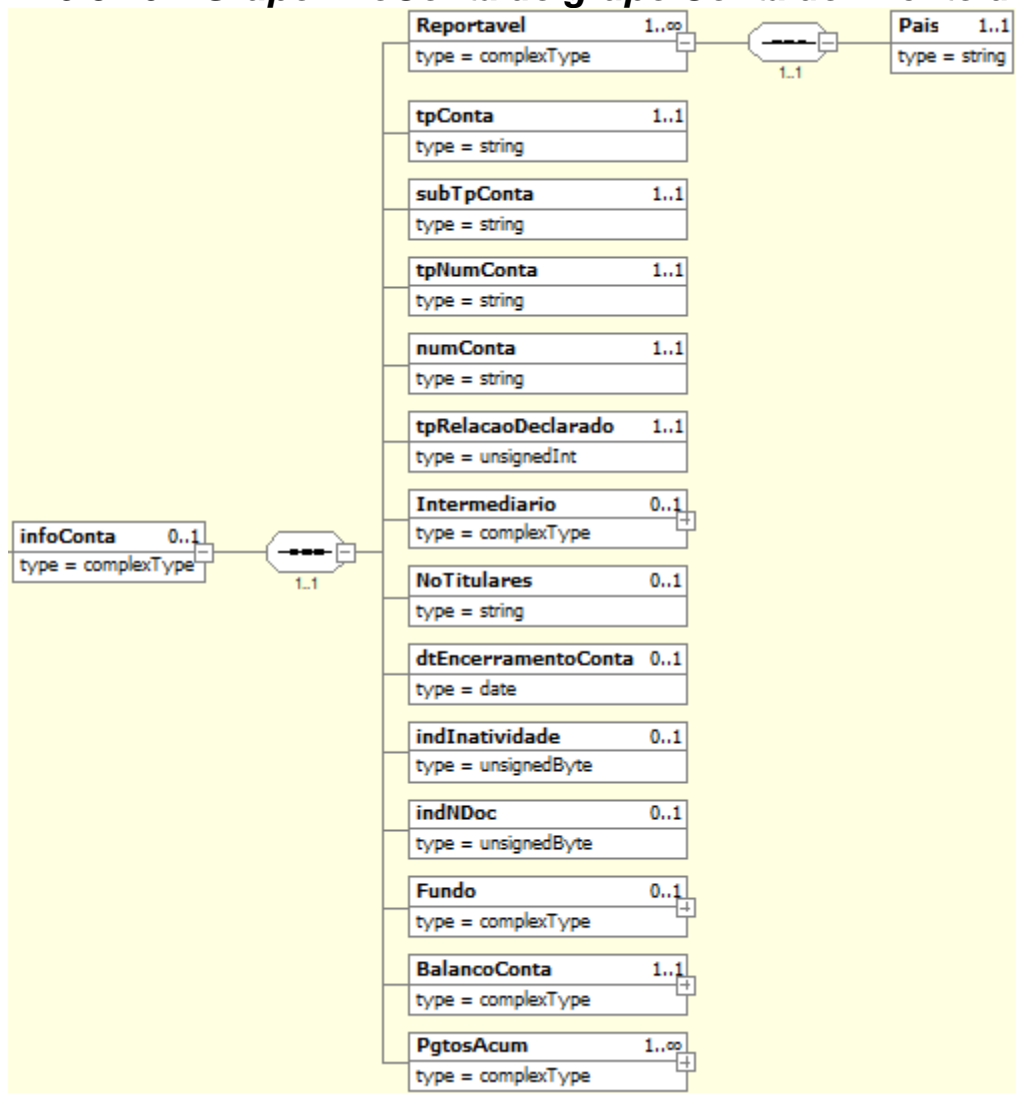 Reportavel 1..∞
type = complexType
1..1
Pais 1..1
type = string
tpConta 1..1
type = string
subTpConta 1..1
type = string
tpNumConta 1..1
type = string
numConta 1..1
type = string
tpRelacaoDeclarado 1..1
type = unsignedInt
infoConta 0..1
type = complexType
1..1
Intermediario 0..1
type = complexType
NoTitulares 0..1
type = string
dtEncerramentoConta 0..1
type = date
indInatividade 0..1
type = unsignedByte
indNDoc 0..1
type = unsignedByte
Fundo 0..1
type = complexType
BalancoConta 1..1
type = complexType
PgtosAcum 1..∞
type = complexType